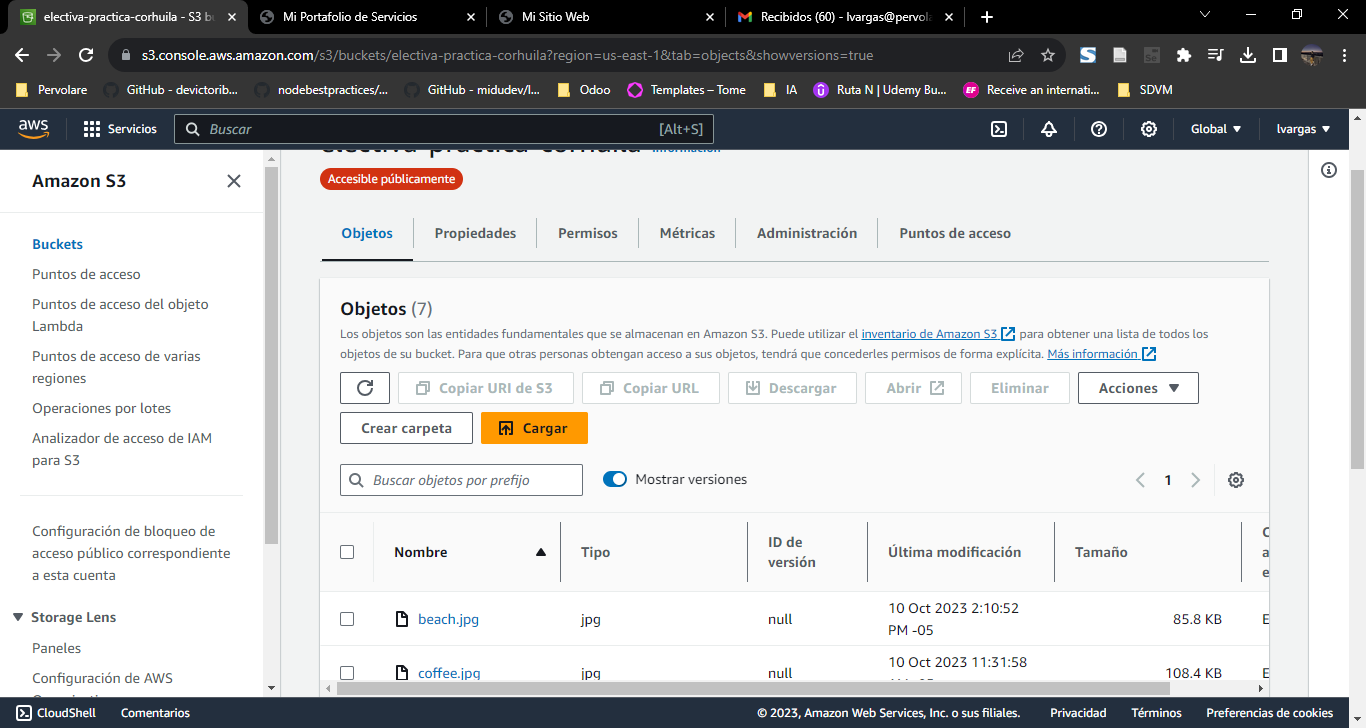 electiva-practica-corhuila - S3 bu
Mi Portafolio de Servicios
Mi Sitio Web
Recibidos (60) - lvargas@pervola
s3.console.aws.amazon.com/s3/buckets/electiva-practica-corhuila?region=us-east-1&tab=objects&showversions=true
Pervolare
GitHub - devictorib...
nodebestpractices/...
GitHub - midudev/l...
Odoo
Templates – Tome
IA
Ruta N | Udemy Bu...
Receive an internati...
SDVM
aws
Servicios
Buscar
[Alt+S]
Global
lvargas
Amazon S3
Buckets
Puntos de acceso
Puntos de acceso del objeto
Lambda
Puntos de acceso de varias
regiones
Operaciones por lotes
Analizador de acceso de IAM
para S3
Configuración de bloqueo de
acceso público correspondiente
a esta cuenta
Storage Lens
Paneles
Configuración de AWS
electiva-practica-corhuila Información
Accesible públicamente
Objetos
Propiedades
Permisos
Métricas
Administración
Puntos de acceso
Objetos (7)
Los objetos son las entidades fundamentales que se almacenan en Amazon S3. Puede utilizar el inventario de Amazon S3 para obtener una lista de todos los
objetos de su bucket. Para que otras personas obtengan acceso a sus objetos, tendrá que concederles permisos de forma explícita. Más información
Copiar URI de S3
Copiar URL
Descargar
Abrir
Eliminar
Acciones
Crear carpeta
Cargar
Buscar objetos por prefijo
Mostrar versiones
1
Nombre
Tipo
ID de
versión
Última modificación
Tamaño
beach.jpg
jpg
null
10 Oct 2023 2:10:52
PM -05
85.8 KB
coffee.jpg
jpg
null
10 Oct 2023 11:31:58
108.4 KB
CloudShell
Comentarios
© 2023, Amazon Web Services, Inc. o sus filiales.
Privacidad
Términos
Preferencias de cookies